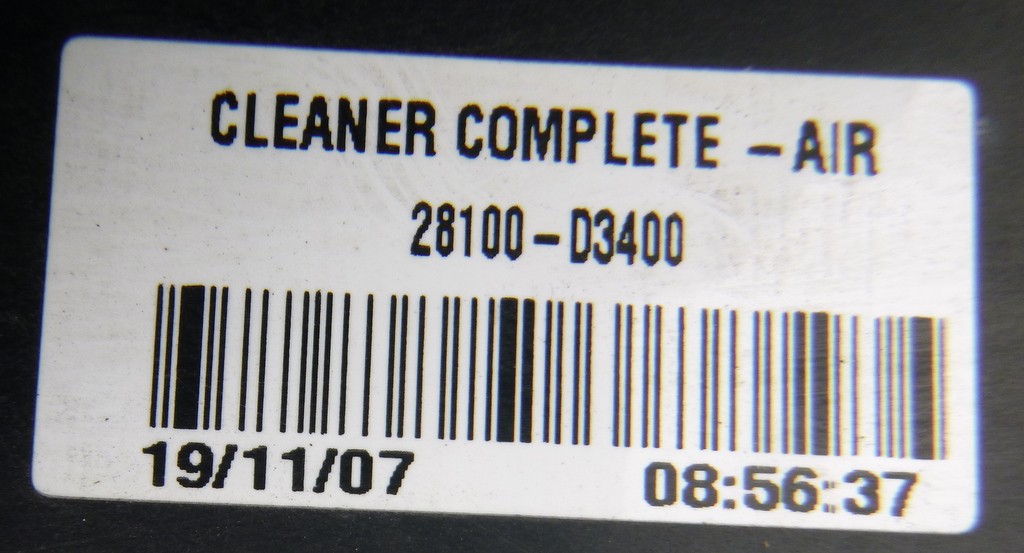 CLEANER COMPLETE -AIR
28100-D3400
19/11/07 08:56:37